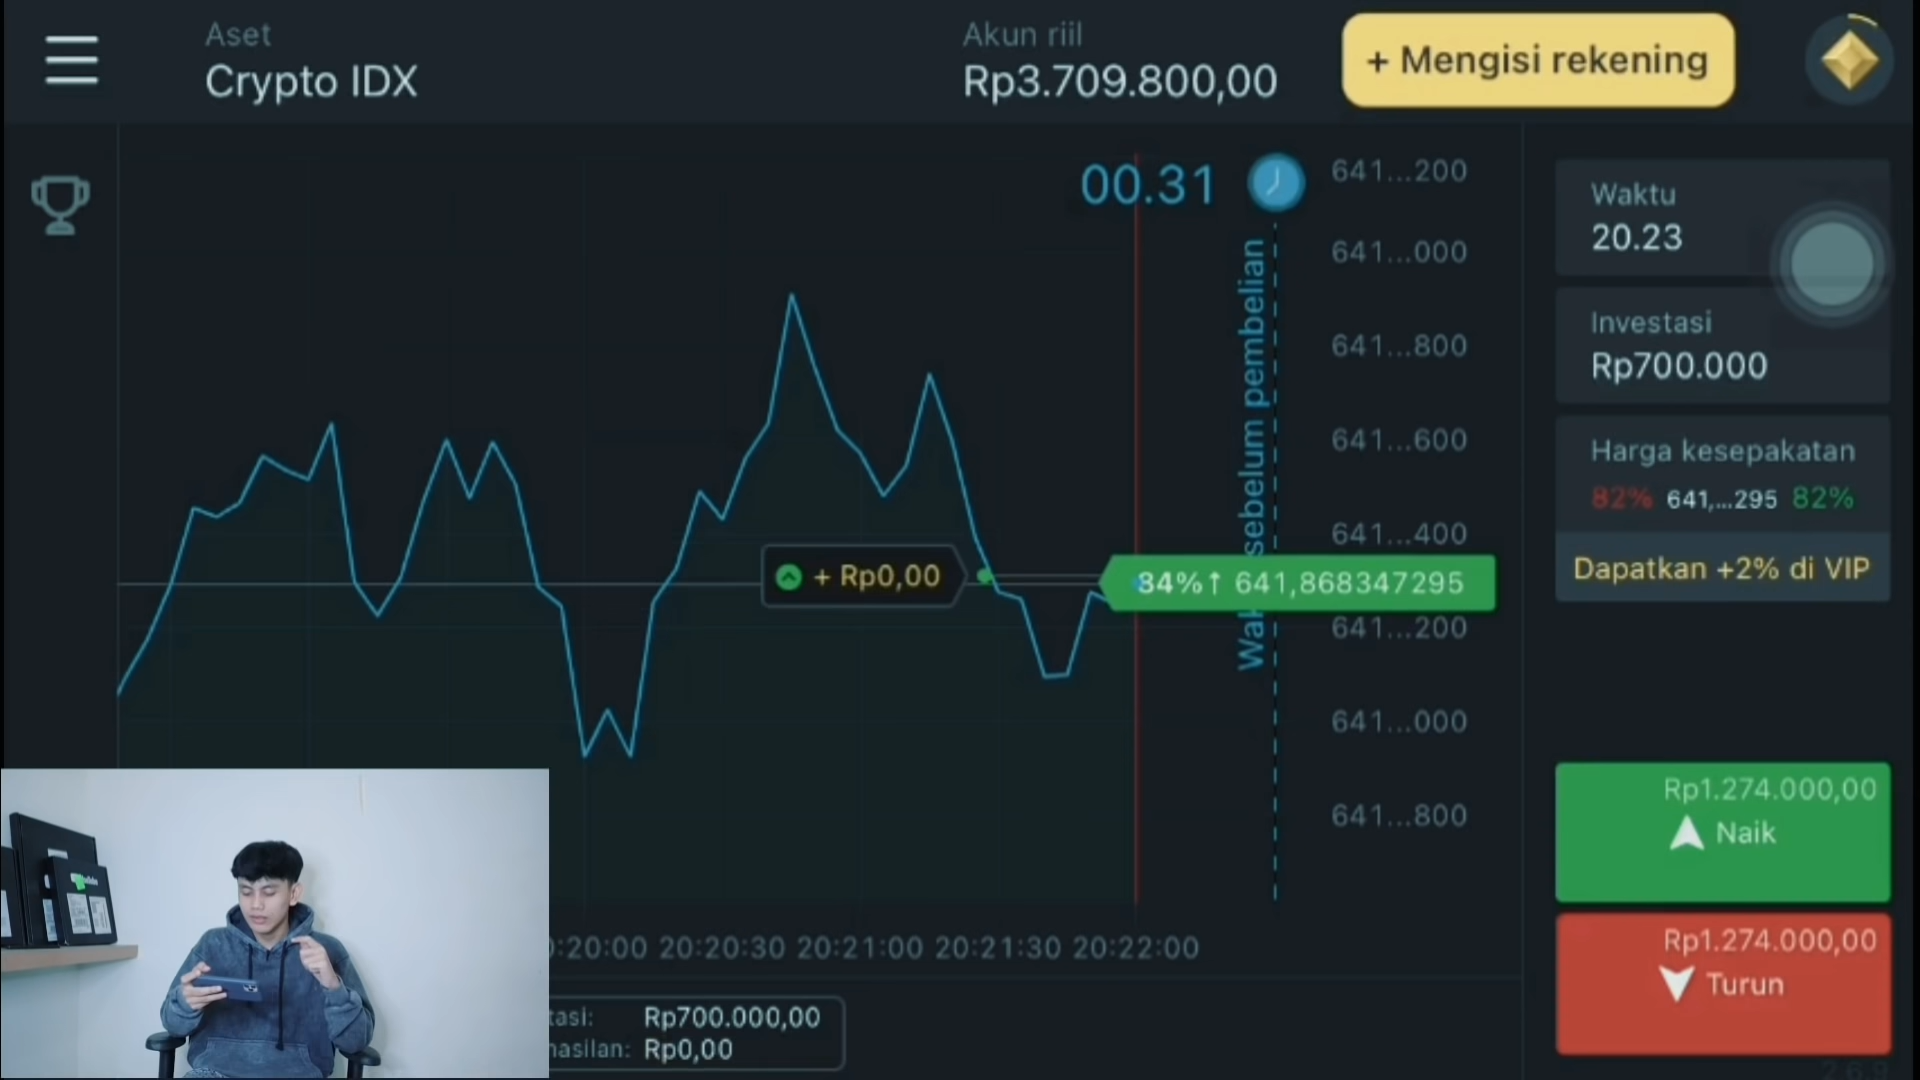 Aset
Crypto IDX
Akun riil
Rp3.709.800,00
+ Mengisi rekening
00.31
641...200
641...000
641...800
641...600
641...400
641...200
641...000
641...800
sebelum pembelian
+ Rp0,00
84%↑ 641,868347295
Waktu
20.23
Investasi
Rp700.000
Harga kesepakatan
82% 641,...295 82%
Dapatkan +2% di VIP
Rp1.274.000,00
Naik
Rp1.274.000,00
Turun
:20:00 20:20:30 20:21:00 20:21:30 20:22:00
tasi: Rp700.000,00
hasilan: Rp0,00